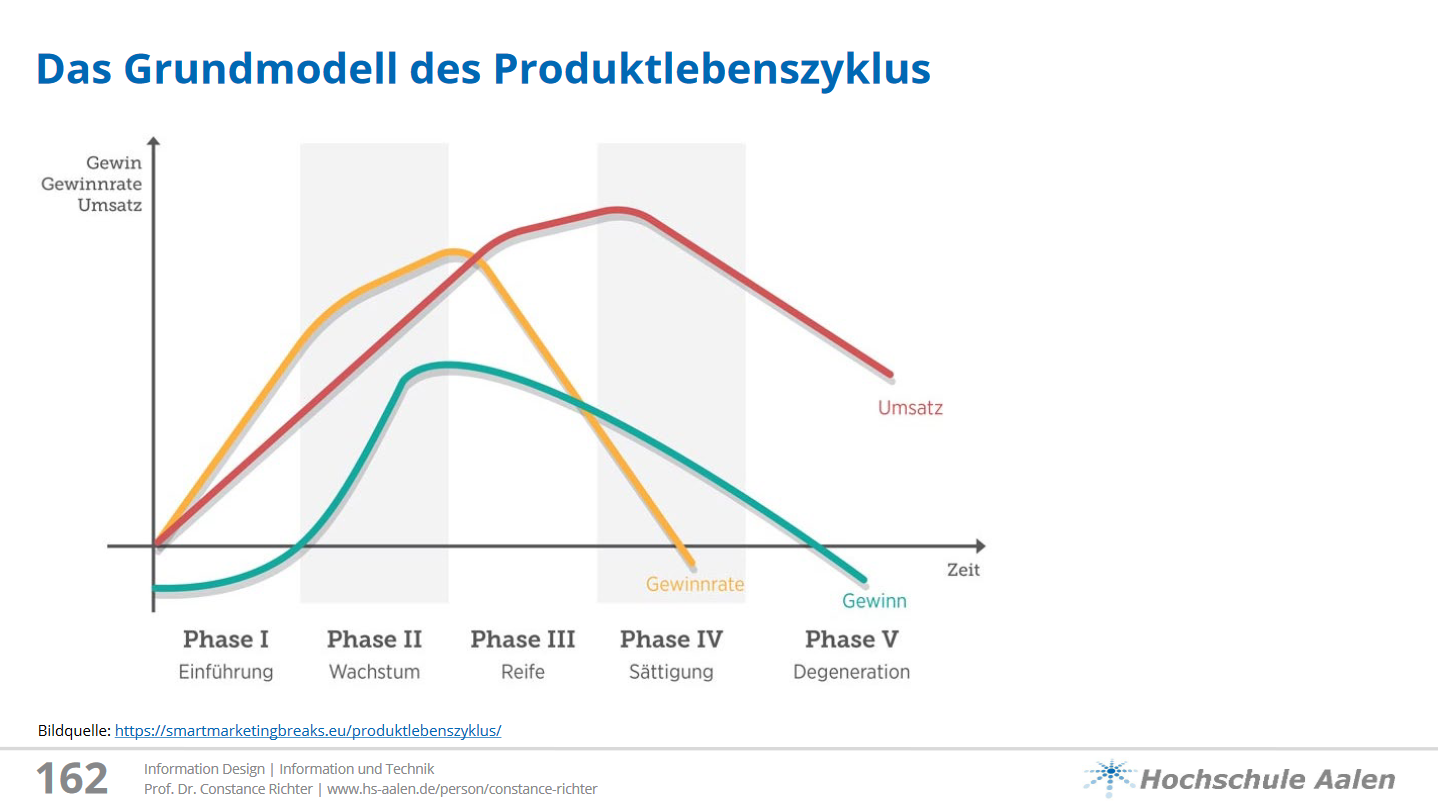 Das Grundmodell des Produktlebenszyklus
Gewin
Gewinnrate
Umsatz
Umsatz
Zeit
Gewinnrate
Gewinn
Phase I
Einführung
Phase II
Wachstum
Phase III
Reife
Phase IV
Sättigung
Phase V
Degeneration
Bildquelle: https://smartmarketingbreaks.eu/produktlebenszyklus/
162
Information Design | Information und Technik
Prof. Dr. Constance Richter | www.hs-aalen.de/person/constance-richter
Hochschule Aalen